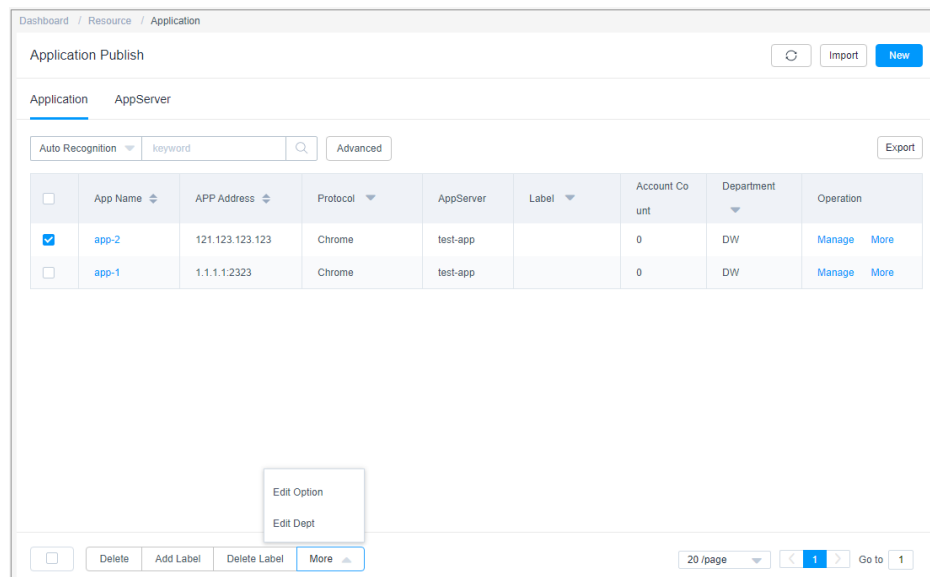 Dashboard / Resource / Application
Application Publish
Import
New
Application
AppServer
Auto Recognition
keyword
Advanced
Export
App Name
APP Address
Protocol
AppServer
Label
Account Co
unt
Department
Operation
app-2
121.123.123.123
Chrome
test-app
0
DW
Manage
More
app-1
1.1.1.1:2323
Chrome
test-app
0
DW
Manage
More
Edit Option
Edit Dept
Delete
Add Label
Delete Label
More
20 /page
1
Go to
1